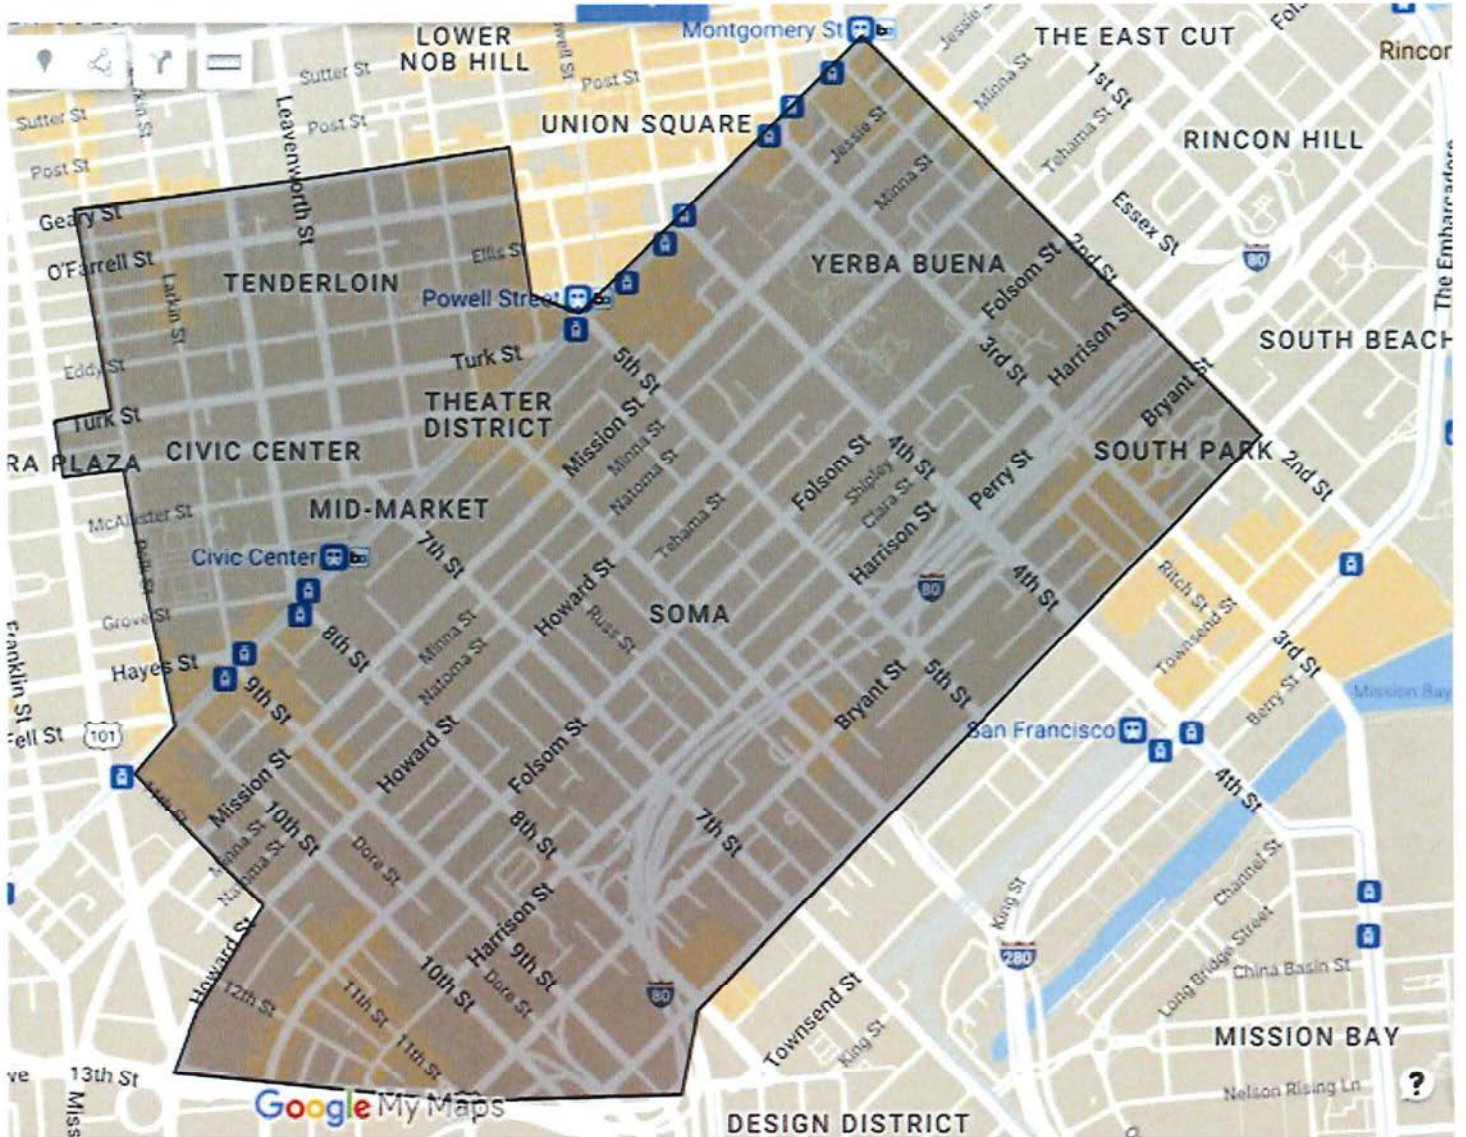 Montgomery St
LOWER
NOB HILL
THE EAST CUT
Rincon
Sutter St
Post St
Jessie S
Minna St
1st St
Sutter St
Leavenworth St
Post St
UNION SQUARE
Jessie St
Tehama St
RINCON HILL
Post St
Minna St
The Embarcadero
Geary St
Essex St
O'Farrell St
Ellis St
YERBA BUENA
Folsom St
2nd St
80
TENDERLOIN
Larkin St
Powell Street
Harrison St
SOUTH BEACH
Eddy St
Turk St
5th St
3rd St
Bryant St
Turk St
THEATER
DISTRICT
Mission St
Minna St
Natoma St
RA PLAZA
CIVIC CENTER
Folsom St
4th St
Shipley
Clara St
Perry St
SOUTH PARK
2nd St
McAllister St
MID-MARKET
Tehama St
Harrison St
Civic Center
7th St
Howard St
80
4th St
Ritch St
Grove St
Franklin St
Hayes St
8th St
Minna St
Natoma St
Russ St
SOMA
Townsend St
3rd St
9th St
Bryant St
5th St
Berry St
Mission Bay
Fell St
101
San Francisco
Mission St
Howard St
Folsom St
4th St
11th St
10th St
Minna St
Natoma St
Dore St
8th St
7th St
Channel St
Howard St
Harrison St
King St
12th St
11th St
10th St
9th St
Dore St
80
280
Long Bridge Street
China Basin St
Townsend St
King St
11th St
MISSION BAY
ve
13th St
Miss
Google My Maps
Nelson Rising Ln
?
DESIGN DISTRICT